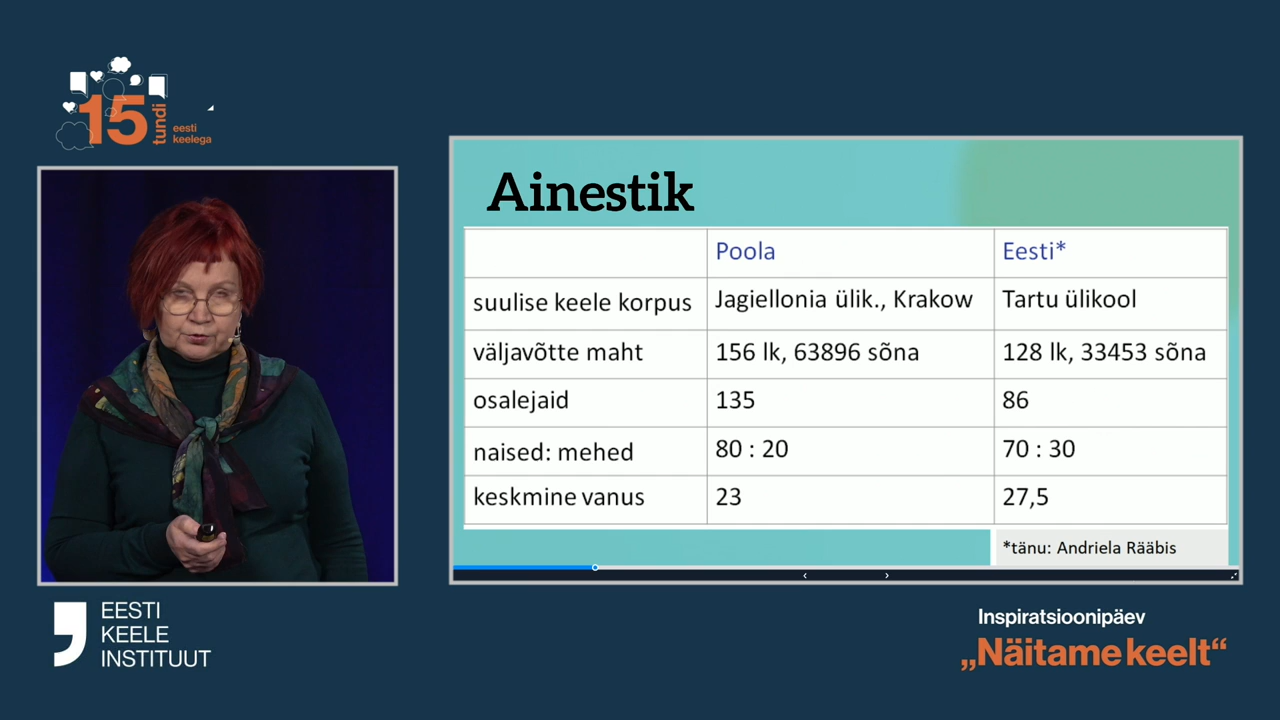 15
tundi
eesti
keelega
Ainestik
Poola Eesti*
suulise keele korpus Jagiellonia ülik., Krakow Tartu ülikool
väljavõtte maht 156 lk, 63896 sõna 128 lk, 33453 sõna
osalejaid 135 86
naised: mehed 80 : 20 70 : 30
keskmine vanus 23 27,5
*tänu: Andriela Rääbis
EESTI
KEELE
INSTITUUT
Inspiratsioonipäev
„Näitame keelt“